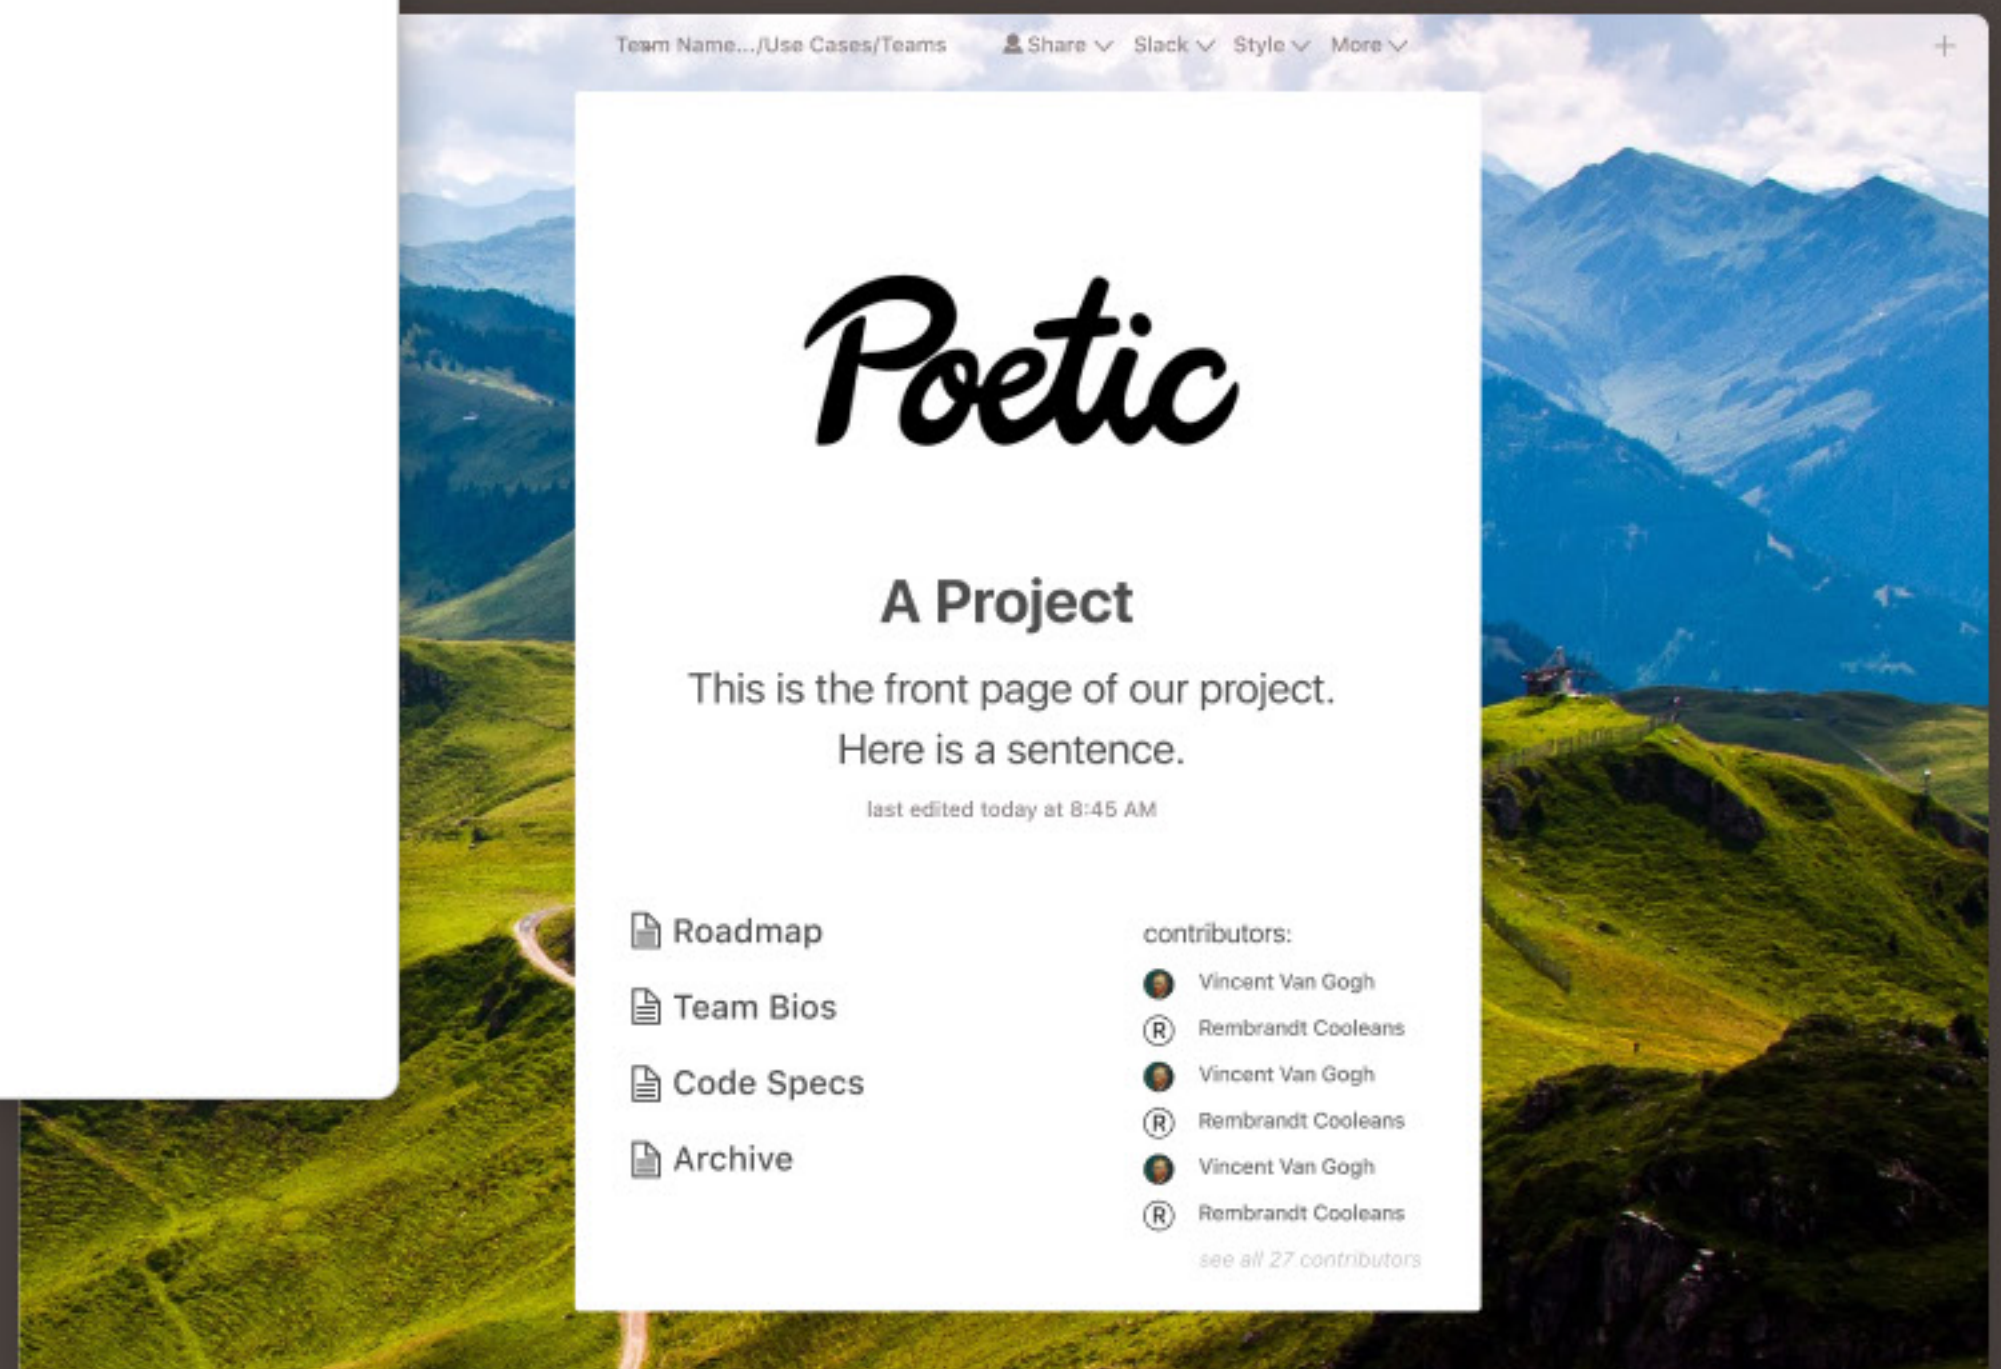 Team Name.../Use Cases/Teams Share Slack Style More
Poetic
A Project
This is the front page of our project.
Here is a sentence.
last edited today at 8:45 AM
Roadmap
Team Bios
Code Specs
Archive
contributors:
Vincent Van Gogh
R Rembrandt Cooleans
Vincent Van Gogh
R Rembrandt Cooleans
Vincent Van Gogh
R Rembrandt Cooleans
see all 27 contributors